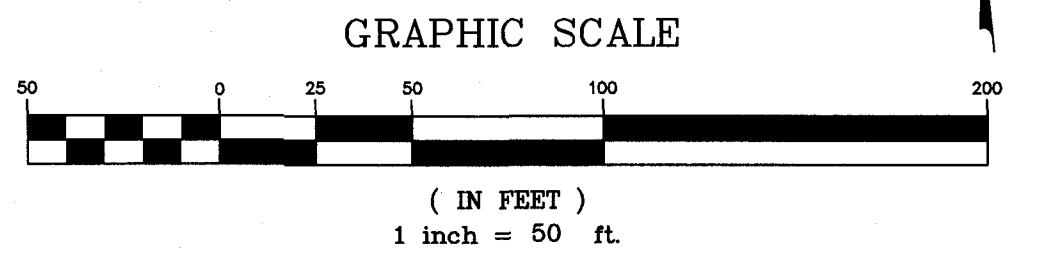 GRAPHIC SCALE
50 0 25 50 100 200
( IN FEET )
1 inch = 50 ft.